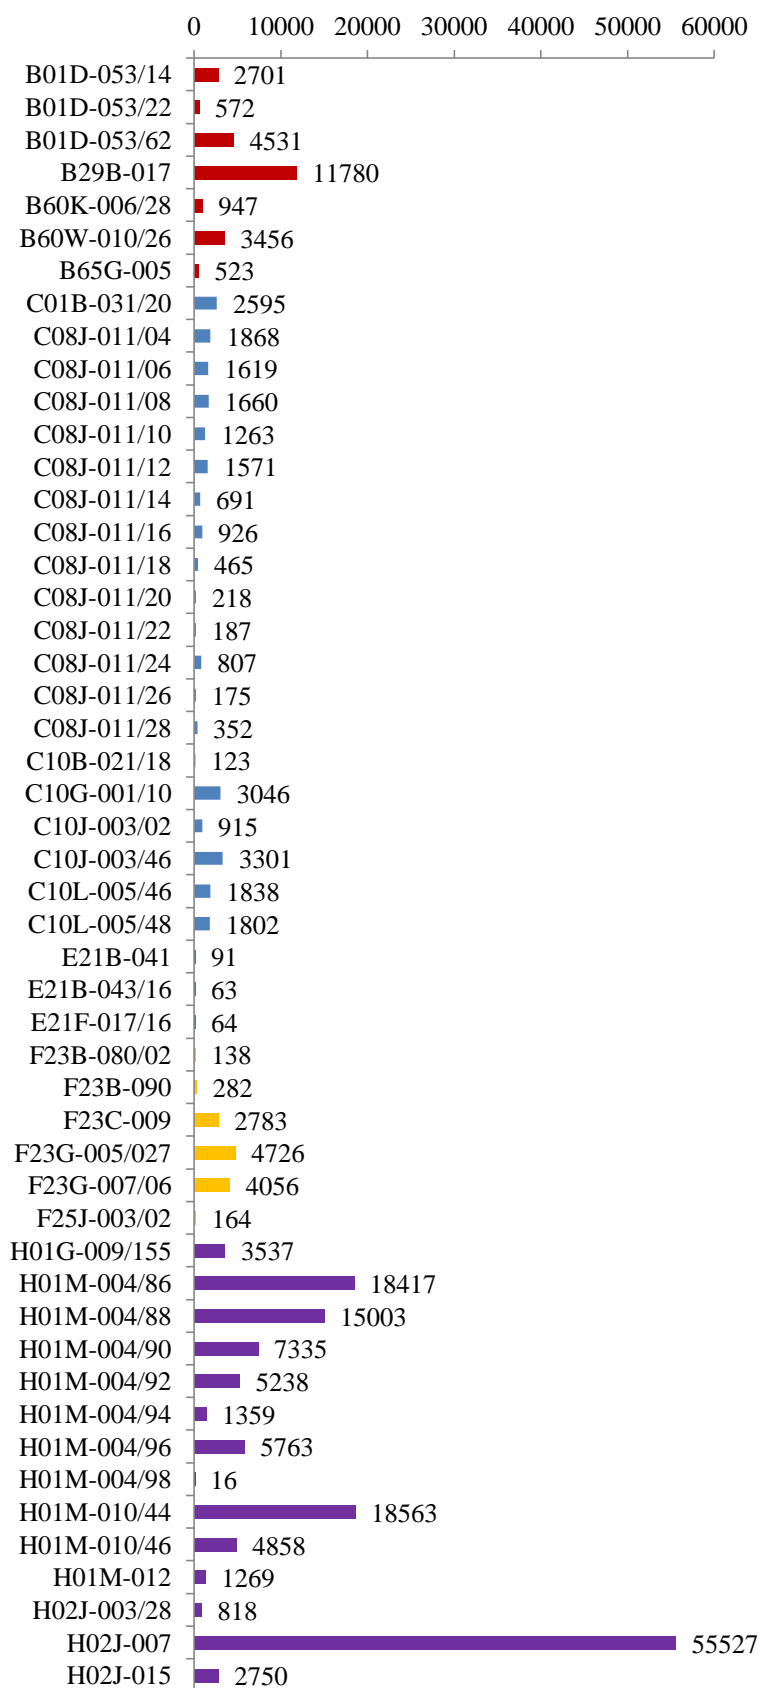 0 10000 20000 30000 40000 50000 60000
B01D-053/14 2701
B01D-053/22 572
B01D-053/62 4531
B29B-017 11780
B60K-006/28 947
B60W-010/26 3456
B65G-005 523
C01B-031/20 2595
C08J-011/04 1868
C08J-011/06 1619
C08J-011/08 1660
C08J-011/10 1263
C08J-011/12 1571
C08J-011/14 691
C08J-011/16 926
C08J-011/18 465
C08J-011/20 218
C08J-011/22 187
C08J-011/24 807
C08J-011/26 175
C08J-011/28 352
C10B-021/18 123
C10G-001/10 3046
C10J-003/02 915
C10J-003/46 3301
C10L-005/46 1838
C10L-005/48 1802
E21B-041 91
E21B-043/16 63
E21F-017/16 64
F23B-080/02 138
F23B-090 282
F23C-009 2783
F23G-005/027 4726
F23G-007/06 4056
F25J-003/02 164
H01G-009/155 3537
H01M-004/86 18417
H01M-004/88 15003
H01M-004/90 7335
H01M-004/92 5238
H01M-004/94 1359
H01M-004/96 5763
H01M-004/98 16
H01M-010/44 18563
H01M-010/46 4858
H01M-012 1269
H02J-003/28 818
H02J-007 55527
H02J-015 2750